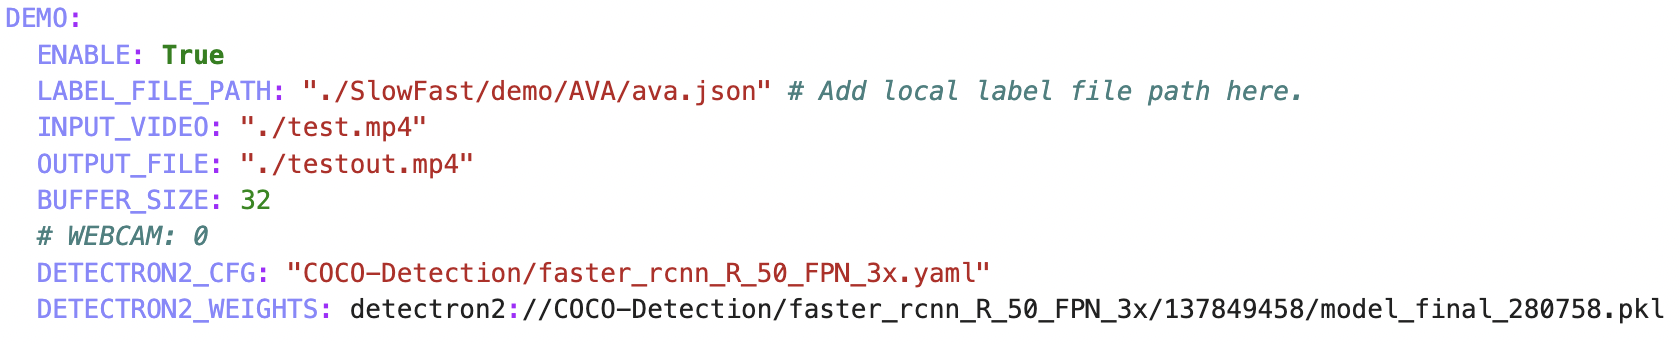 DEMO:
ENABLE: True
LABEL_FILE_PATH: "./SlowFast/demo/AVA/ava.json" # Add local label file path here.
INPUT_VIDEO: "./test.mp4"
OUTPUT_FILE: "./testout.mp4"
BUFFER_SIZE: 32
# WEBCAM: 0
DETECTRON2_CFG: "COCO-Detection/faster_rcnn_R_50_FPN_3x.yaml"
DETECTRON2_WEIGHTS: detectron2://COCO-Detection/faster_rcnn_R_50_FPN_3x/137849458/model_final_280758.pkl